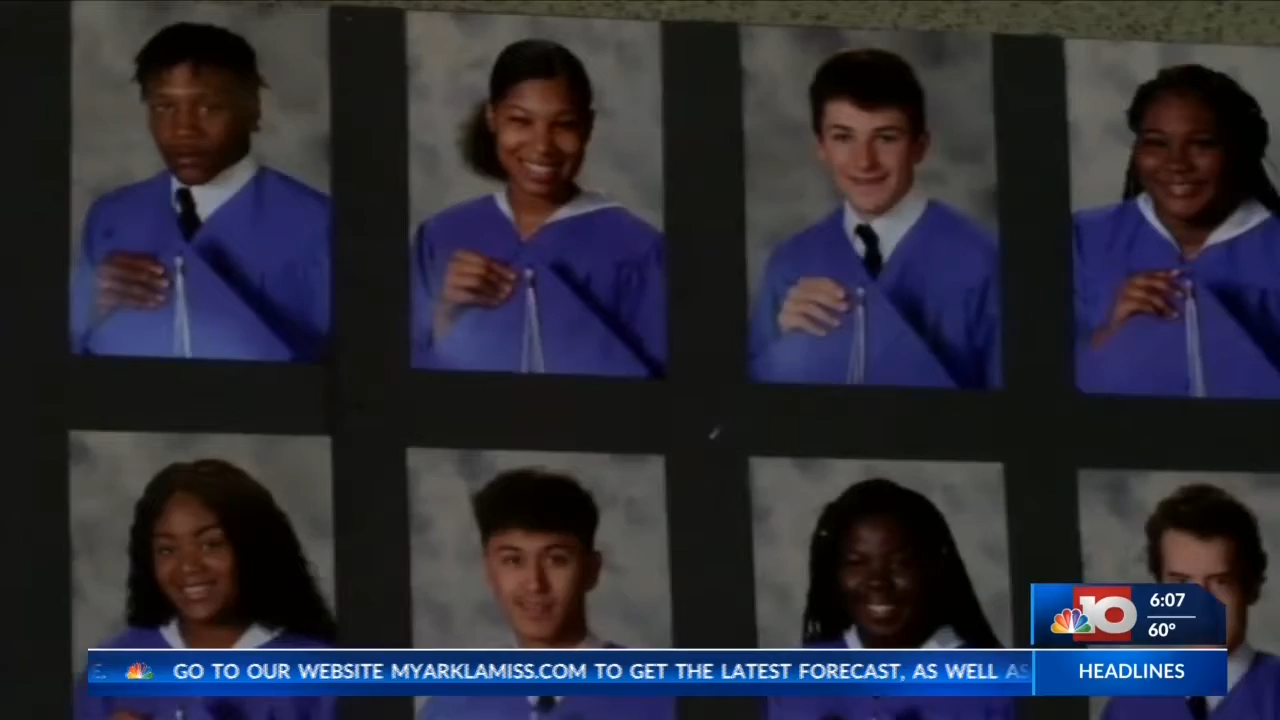 10
6:07
60°
E. GO TO OUR WEBSITE MYARKLAMISS.COM TO GET THE LATEST FORECAST, AS WELL AS
HEADLINES